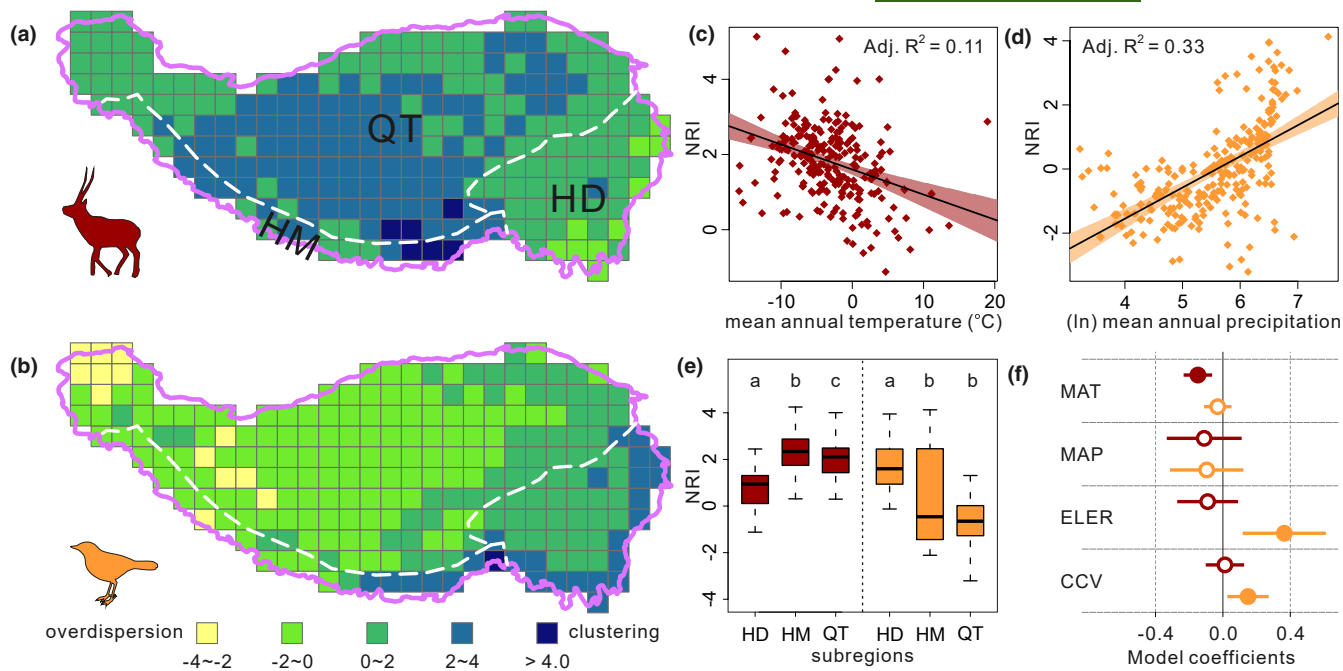 (a)
QT
HD
HM
(b)
overdispersion
clustering
-4~-2
-2~0
0~2
2~4
> 4.0
(c)
Adj. R² = 0.11
NRI
4
2
0
-10
0
10
20
mean annual temperature (°C)
(d)
Adj. R² = 0.33
NRI
4
2
0
-2
4
5
6
7
(ln) mean annual precipitation
(e)
a b c a b b
NRI
4
2
0
-2
-4
HD HM QT HD HM QT
subregions
(f)
MAT
MAP
ELER
CCV
-0.4 0.0 0.4
Model coefficients